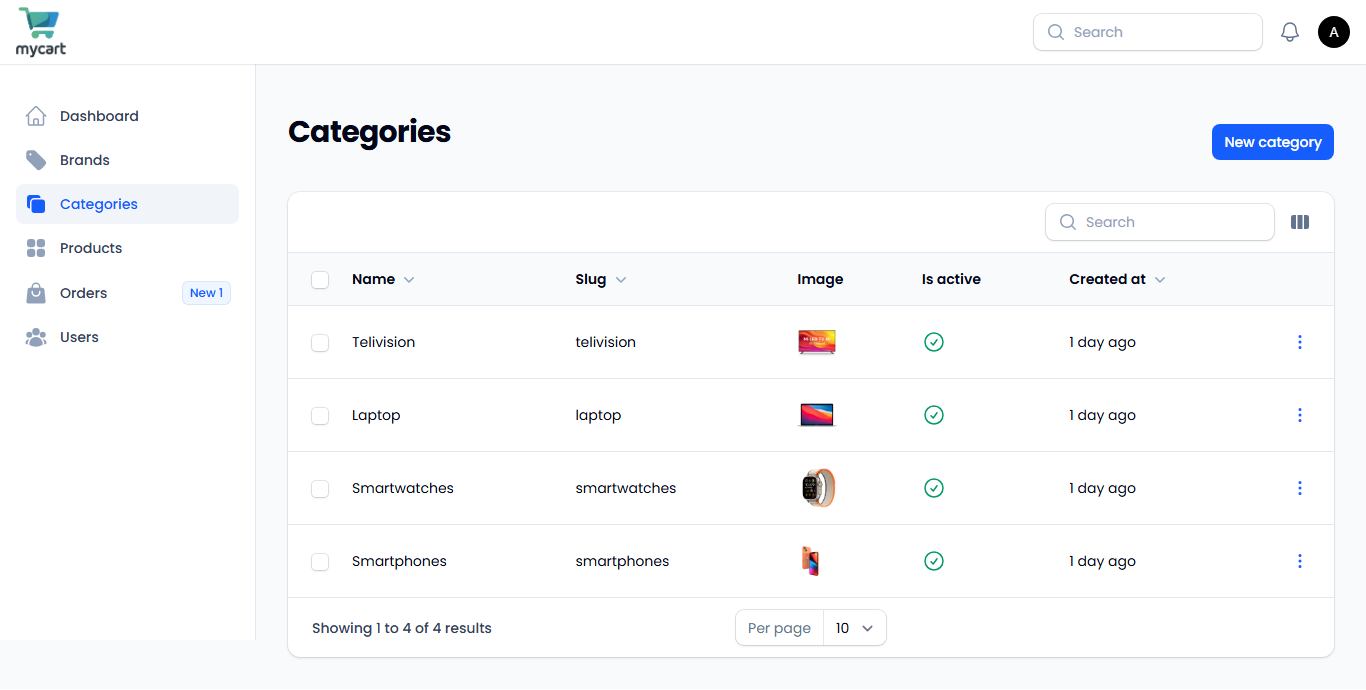 mycart
Search
A
Dashboard
Brands
Categories
Products
Orders New 1
Users
Categories
New category
Search
Name Slug Image Is active Created at
Telivision telivision 1 day ago
Laptop laptop 1 day ago
Smartwatches smartwatches 1 day ago
Smartphones smartphones 1 day ago
Showing 1 to 4 of 4 results
Per page 10